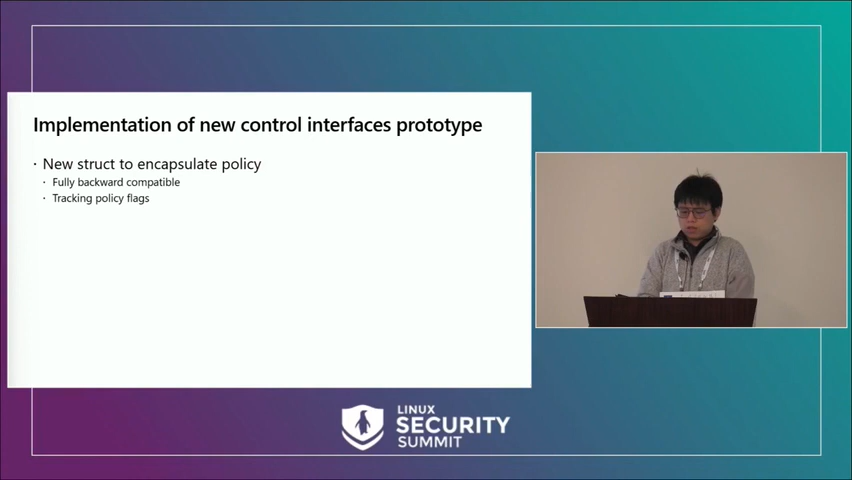 Implementation of new control interfaces prototype
· New struct to encapsulate policy
· Fully backward compatible
· Tracking policy flags
LINUX
SECURITY
SUMMIT